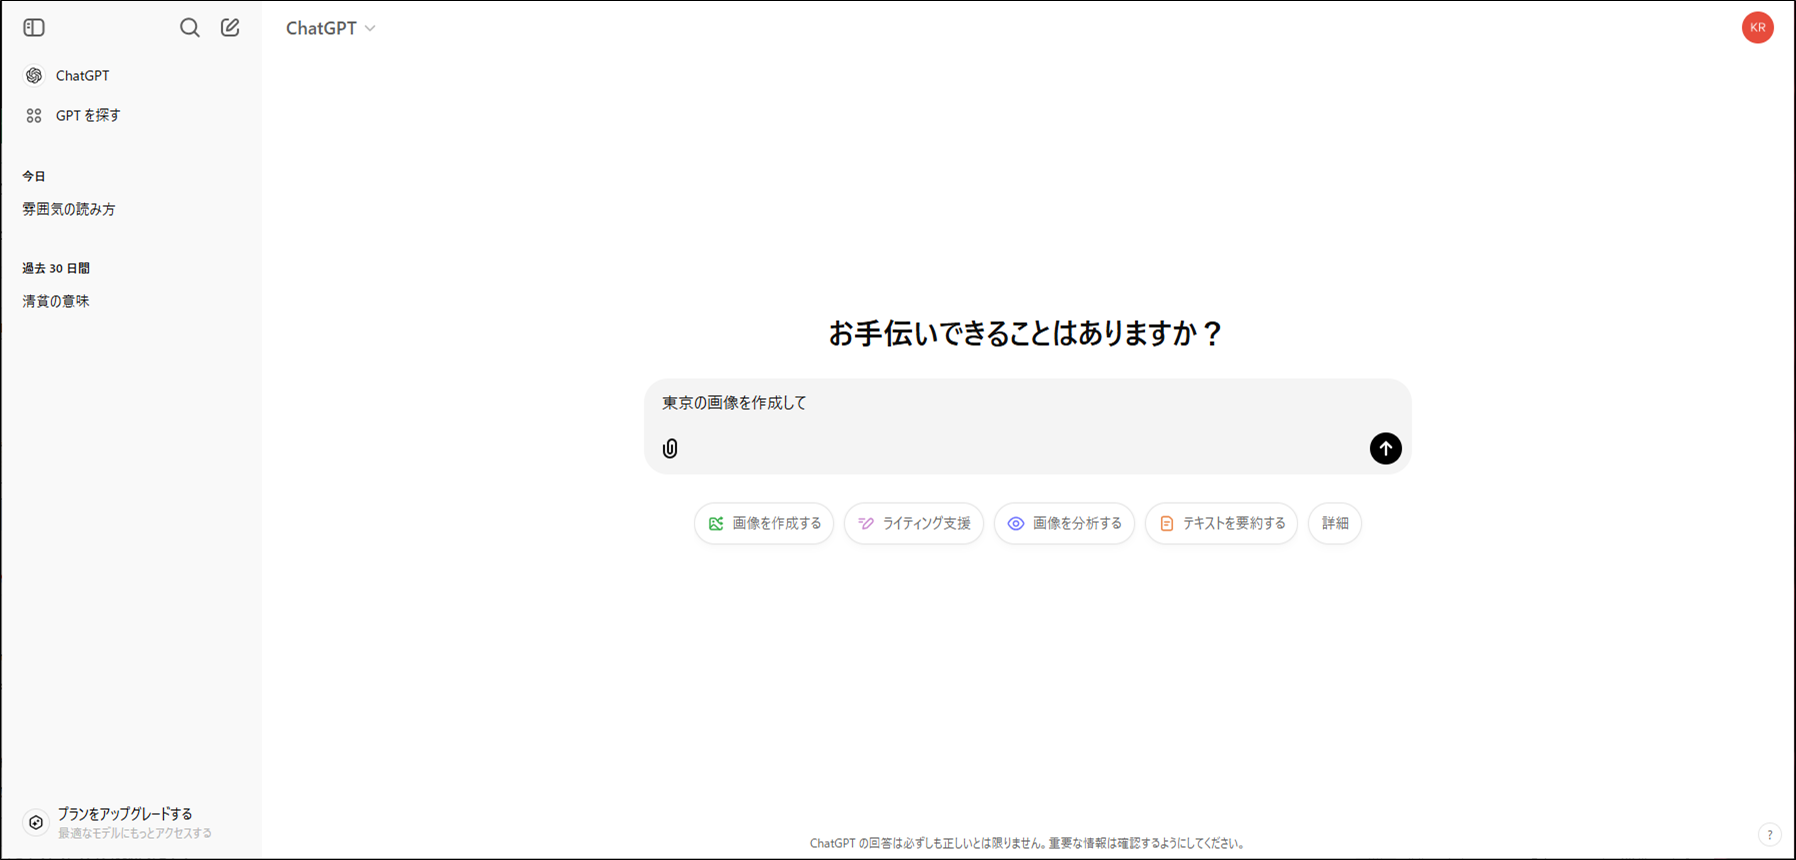 ChatGPT
KR
ChatGPT
GPT を探す
今日
雰囲気の読み方
過去 30 日間
清貧の意味
お手伝いできることはありますか？
東京の画像を作成して
画像を作成する
ライティング支援
画像を分析する
テキストを要約する
詳細
プランをアップグレードする
最適なモデルにもっとアクセスする
ChatGPT の回答は必ずしも正しいとは限りません。重要な情報は確認するようにしてください。
?